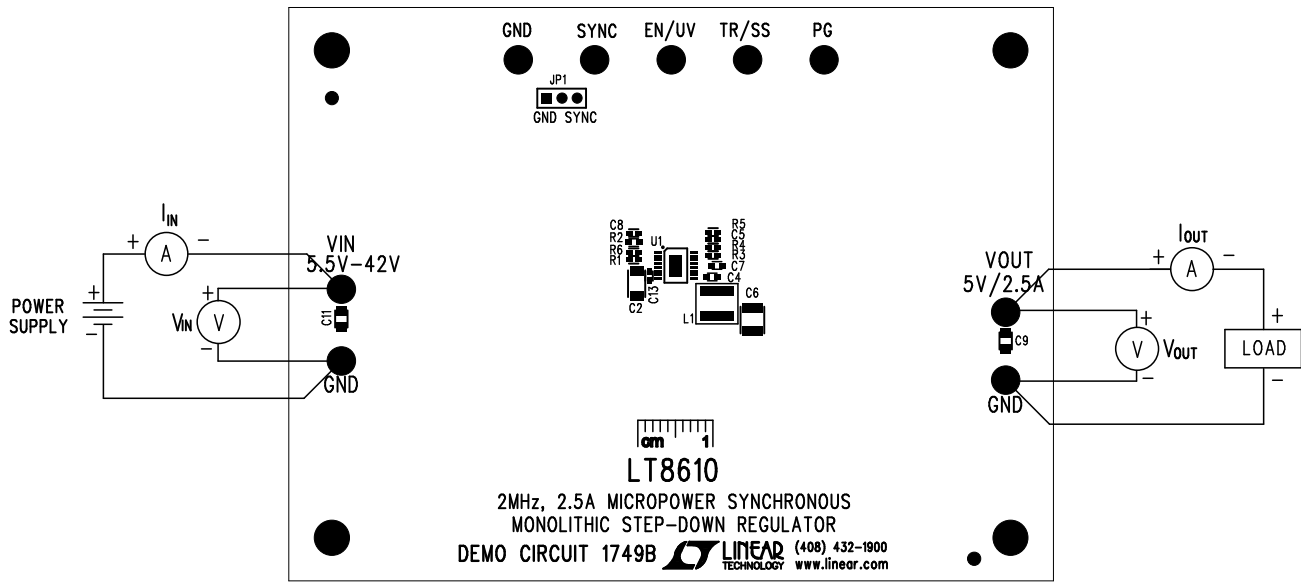 GND SYNC EN/UV TR/SS PG
JP1
GND SYNC
IIN
+ A -
VIN
5.5V-42V
POWER
SUPPLY
+
-
VIN
+
V
-
C11
GND
C8
R2
R6
R1
U1
C2
C13
R5
C5
R4
R3
C7
C4
L1
C6
VOUT
5V/2.5A
IOUT
+ A -
C9
+
V
-
VOUT
+
LOAD
-
GND
cm 1
LT8610
2MHz, 2.5A MICROPOWER SYNCHRONOUS
MONOLITHIC STEP-DOWN REGULATOR
DEMO CIRCUIT 1749B
LINEAR
TECHNOLOGY
(408) 432-1900
www.linear.com